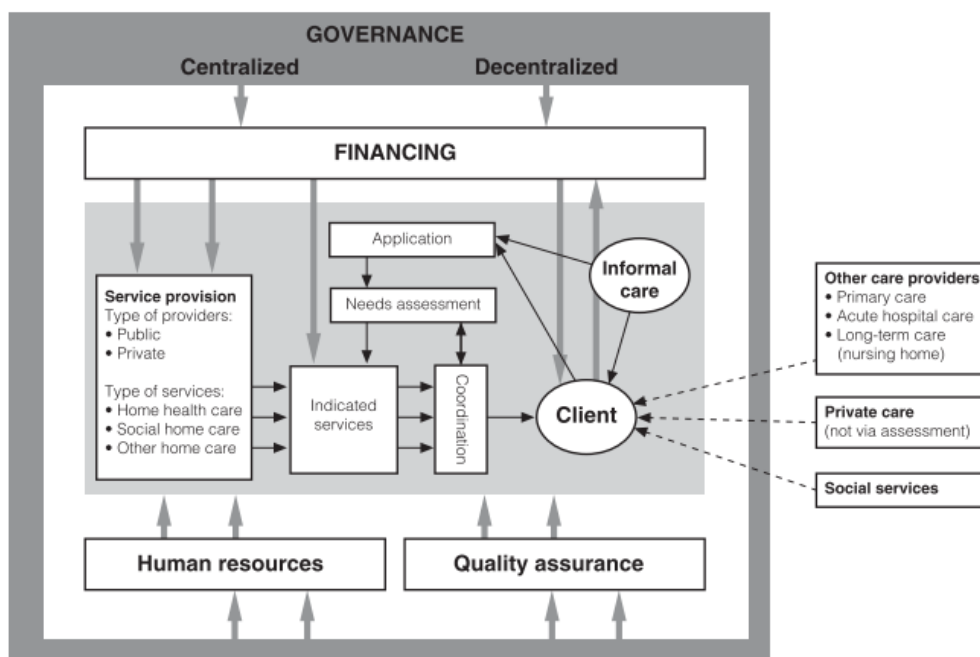 GOVERNANCE
Centralized
Decentralized
FINANCING
Application
Informal
care
Needs assessment
Service provision
Type of providers:
• Public
• Private
Type of services:
• Home health care
• Social home care
• Other home care
Indicated
services
Coordination
Client
Other care providers
• Primary care
• Acute hospital care
• Long-term care
(nursing home)
Private care
(not via assessment)
Social services
Human resources
Quality assurance